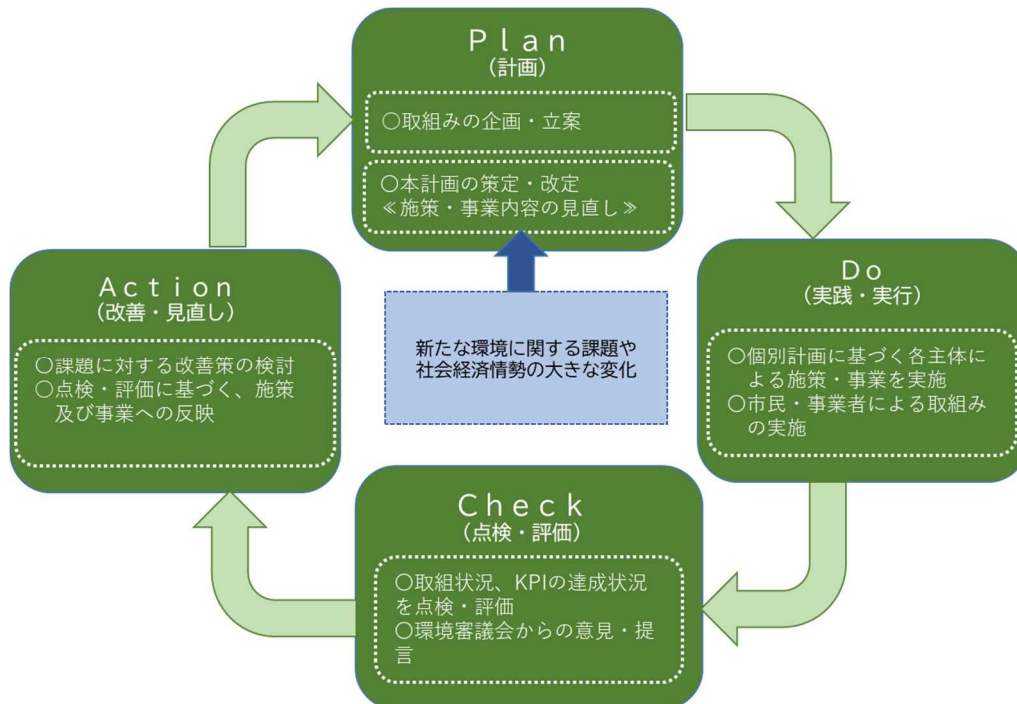 Ｐｌａｎ
（計画）
〇取組みの企画・立案
〇本計画の策定・改定
≪施策・事業内容の見直し≫
Ｄｏ
（実践・実行）
〇個別計画に基づく各主体に
よる施策・事業を実施
〇市民・事業者による取組み
の実施
Ｃｈｅｃｋ
（点検・評価）
〇取組状況、KPIの達成状況
を点検・評価
〇環境審議会からの意見・提
言
Ａｃｔｉｏｎ
（改善・見直し）
〇課題に対する改善策の検討
〇点検・評価に基づく、施策
及び事業への反映
新たな環境に関する課題や
社会経済情勢の大きな変化